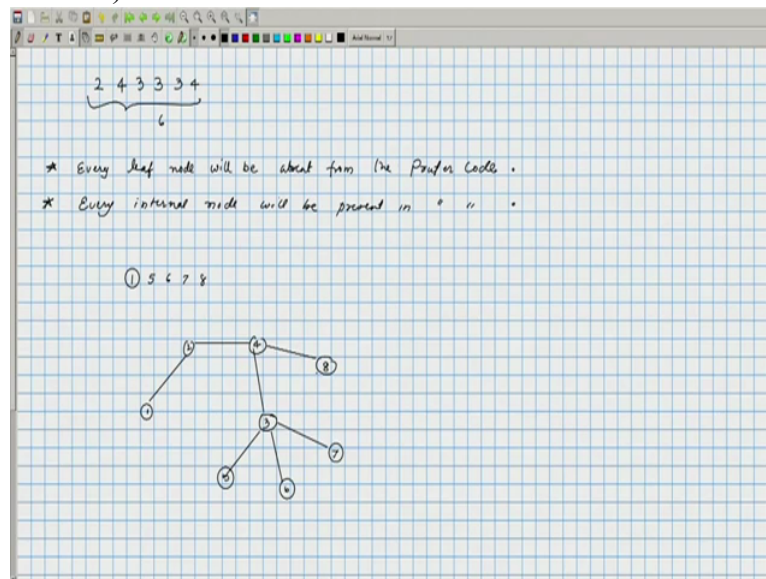 2 4 3 3 3 4
6
* Every leaf node will be absent from the Prufer Code .
* Every internal node will be present in " " .
1 5 6 7 8
2 4
8
1
3
7
5
6